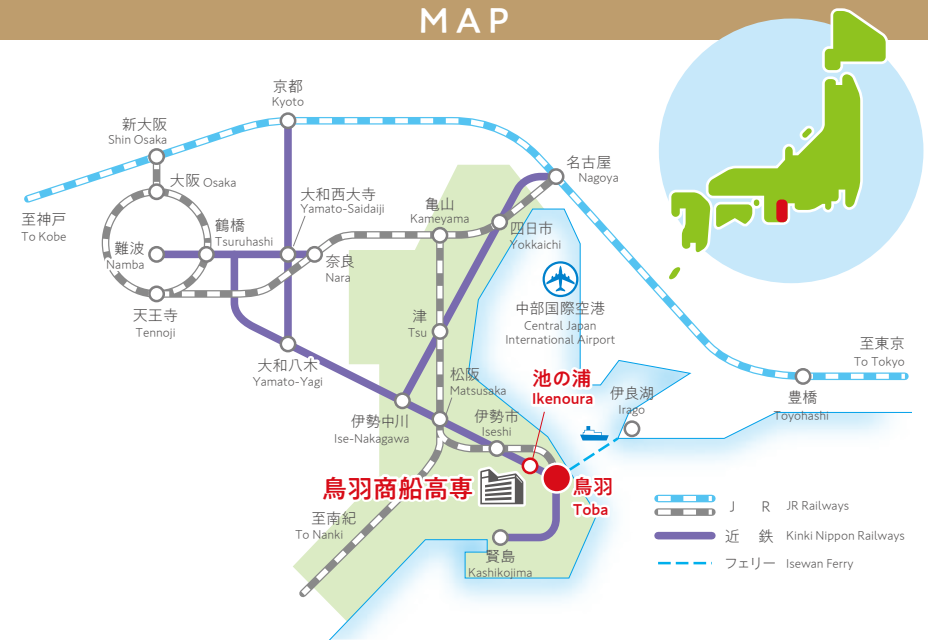 MAP
京都
Kyoto
新大阪
Shin Osaka
大阪 Osaka
至神戸
To Kobe
難波
Namba
鶴橋
Tsuruhashi
大和西大寺
Yamato-Saidaiji
奈良
Nara
天王寺
Tennoji
大和八木
Yamato-Yagi
亀山
Kameyama
四日市
Yokkaichi
名古屋
Nagoya
津
Tsu
中部国際空港
Central Japan
International Airport
至東京
To Tokyo
豊橋
Toyohashi
松阪
Matsusaka
池の浦
Ikenoura
伊良湖
Irago
伊勢中川
Ise-Nakagawa
伊勢市
Iseshi
鳥羽商船高専
鳥羽
Toba
至南紀
To Nanki
賢島
Kashikojima
J R JR Railways
近 鉄 Kinki Nippon Railways
フェリー Isewan Ferry